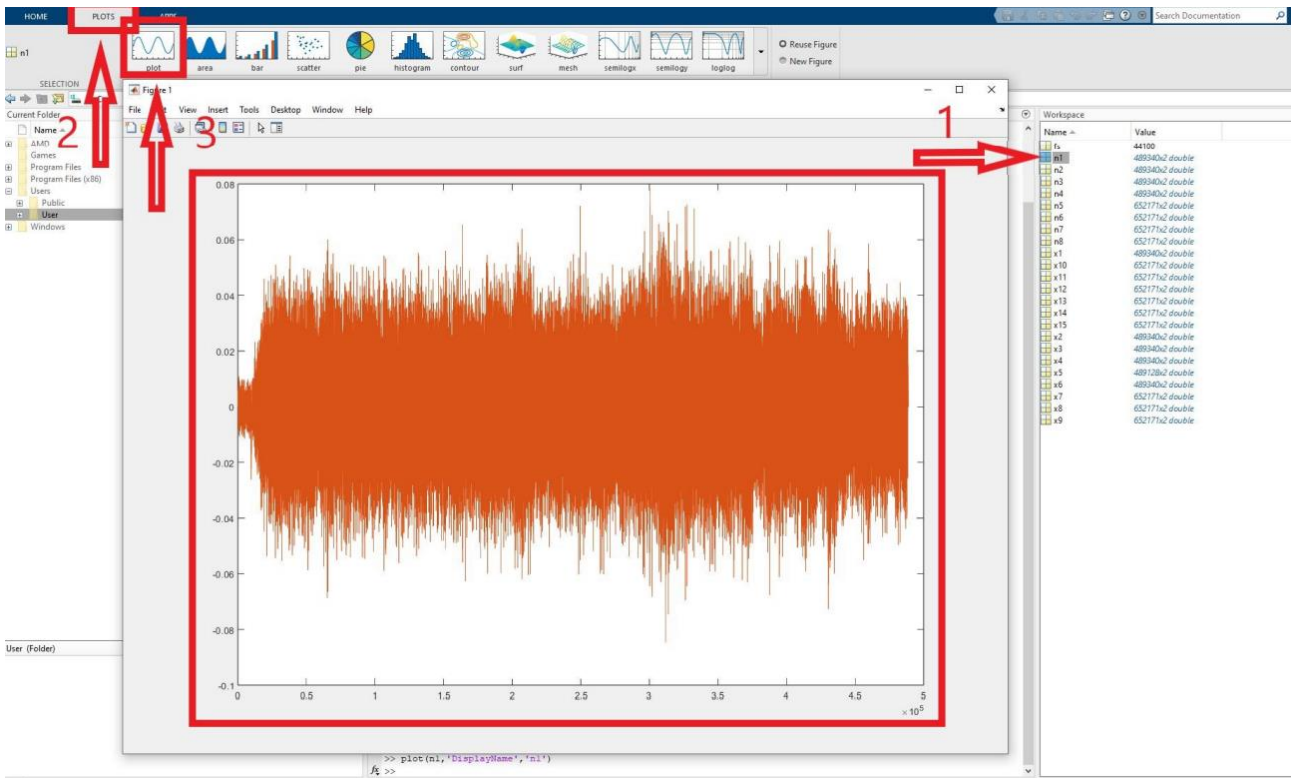 HOME PLOTS APPS
Search Documentation
n1
plot area bar scatter pie histogram contour surf mesh semilogx semilogy loglog
Reuse Figure
New Figure
SELECTION
Figure 1
File View Insert Tools Desktop Window Help
Current Folder
Name
AMD
Games
Program Files
Program Files (x86)
Users
Public
User
Windows
2
3
1
0.08
0.06
0.04
0.02
0
-0.02
-0.04
-0.06
-0.08
-0.1
0 0.5 1 1.5 2 2.5 3 3.5 4 4.5 5
×10^5
Workspace
Name Value
fs 44100
n1 489340x2 double
n2 489340x2 double
n3 489340x2 double
n4 489340x2 double
n5 652171x2 double
n6 652171x2 double
n7 652171x2 double
n8 652171x2 double
x1 489340x2 double
x10 652171x2 double
x11 652171x2 double
x12 652171x2 double
x13 652171x2 double
x14 652171x2 double
x15 652171x2 double
x2 489340x2 double
x3 489340x2 double
x4 489340x2 double
x5 489128x2 double
x6 489340x2 double
x7 652171x2 double
x8 652171x2 double
x9 652171x2 double
User (Folder)
>> plot(n1,'DisplayName','n1')
fx >>